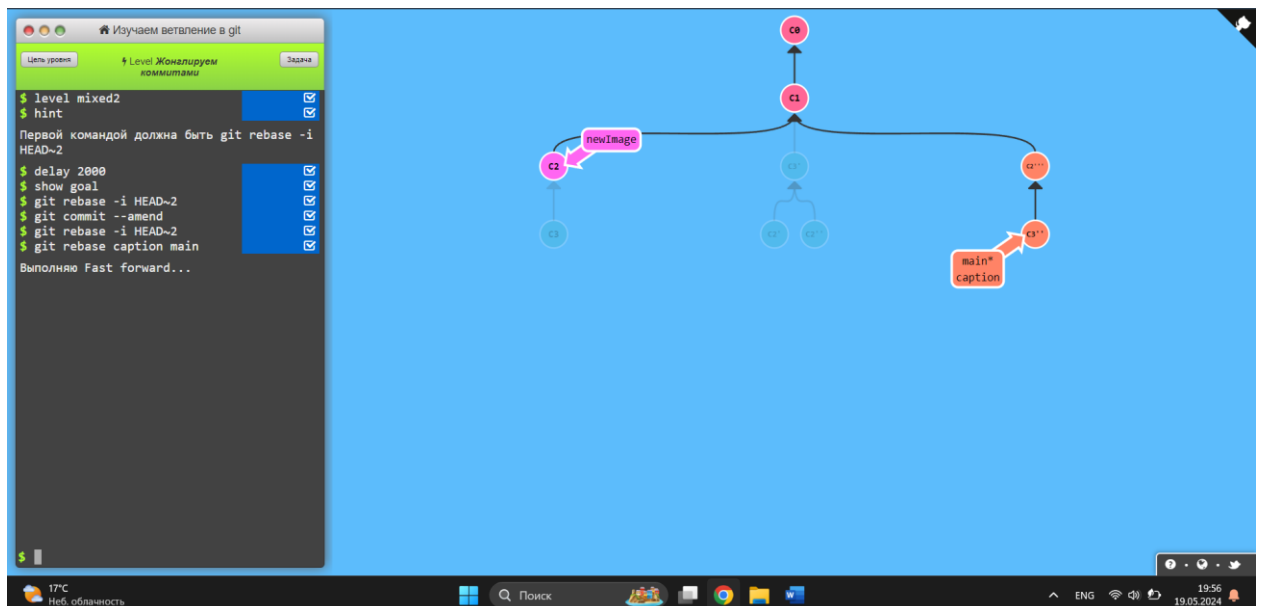 Изучаем ветвление в git
Цель уровня
Level Жонглируем
коммитами
Задача
$ level mixed2
$ hint
Первой командой должна быть git rebase -i
HEAD~2
$ delay 2000
$ show goal
$ git rebase -i HEAD~2
$ git commit --amend
$ git rebase -i HEAD~2
$ git rebase caption main
Выполняю Fast forward...
$
C0
C1
newImage
C2
C3'
C2'''
C3
C2'
C2''
C3''
main*
caption
17°C
Неб. облачность
Поиск
ENG
19:56
19.05.2024